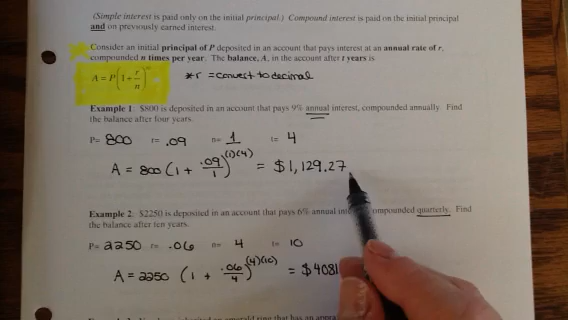 (Simple interest is paid only on the initial principal.) Compound interest is paid on the initial principal
and on previously earned interest.
Consider an initial principal of P deposited in an account that pays interest at an annual rate of r,
compounded n times per year. The balance, A, in the account after t years is
A = P(1 + r/n)^nt *r = convert to decimal
Example 1: $800 is deposited in an account that pays 9% annual interest, compounded annually. Find
the balance after four years.
P= 800 r= .09 n= 1 t= 4
A = 800 (1 + .09/1)^(1)(4) = $1,129.27
Example 2: $2250 is deposited in an account that pays 6% annual compounded quarterly. Find
the balance after ten years.
P= 2250 r= .06 n= 4 t= 10
A = 2250 (1 + .06/4)^(4)(10) = $4081